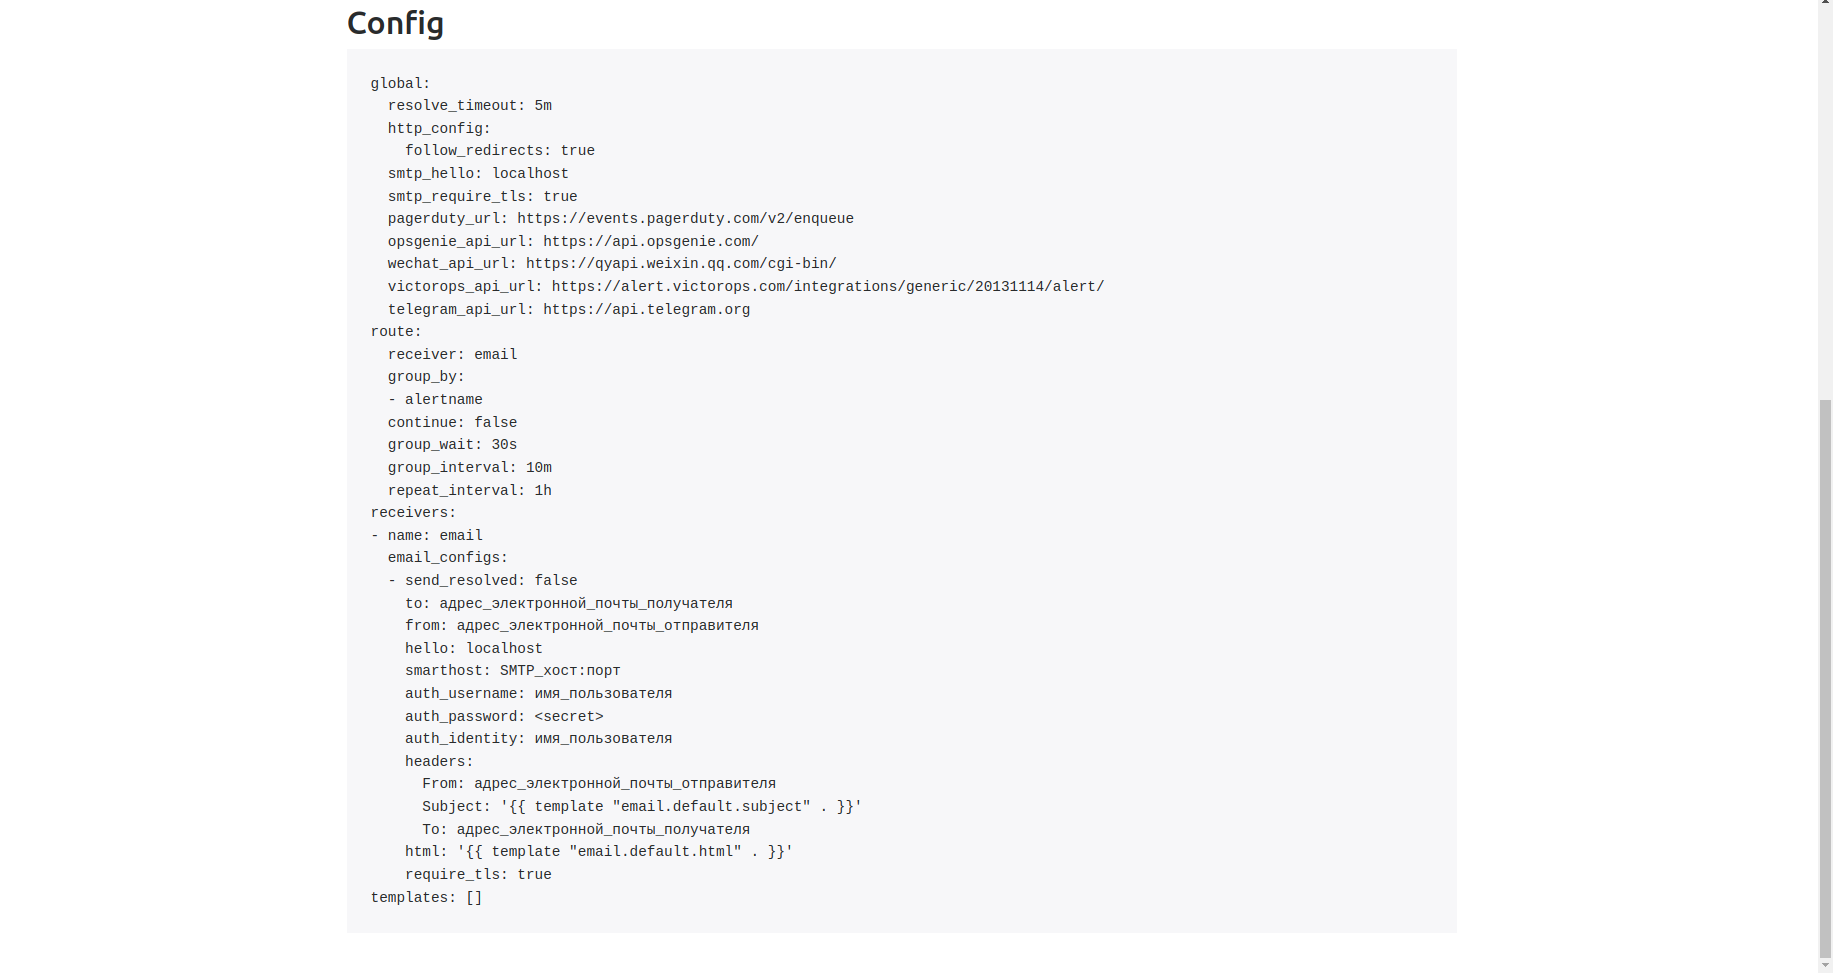 Config
global:
  resolve_timeout: 5m
  http_config:
    follow_redirects: true
  smtp_hello: localhost
  smtp_require_tls: true
  pagerduty_url: https://events.pagerduty.com/v2/enqueue
  opsgenie_api_url: https://api.opsgenie.com/
  wechat_api_url: https://qyapi.weixin.qq.com/cgi-bin/
  victorops_api_url: https://alert.victorops.com/integrations/generic/20131114/alert/
  telegram_api_url: https://api.telegram.org
route:
  receiver: email
  group_by:
  - alertname
  continue: false
  group_wait: 30s
  group_interval: 10m
  repeat_interval: 1h
receivers:
- name: email
  email_configs:
  - send_resolved: false
    to: адрес_электронной_почты_получателя
    from: адрес_электронной_почты_отправителя
    hello: localhost
    smarthost: SMTP_хост:порт
    auth_username: имя_пользователя
    auth_password: <secret>
    auth_identity: имя_пользователя
    headers:
      From: адрес_электронной_почты_отправителя
      Subject: '{{ template "email.default.subject" . }}'
      To: адрес_электронной_почты_получателя
    html: '{{ template "email.default.html" . }}'
    require_tls: true
templates: []